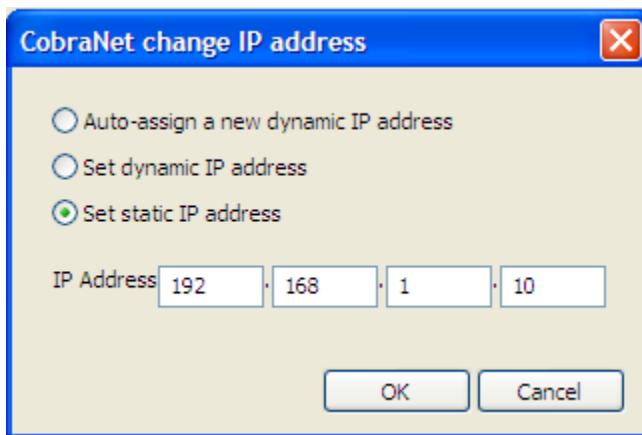 CobraNet change IP address
Auto-assign a new dynamic IP address
Set dynamic IP address
Set static IP address
IP Address 192 . 168 . 1 . 10
OK Cancel